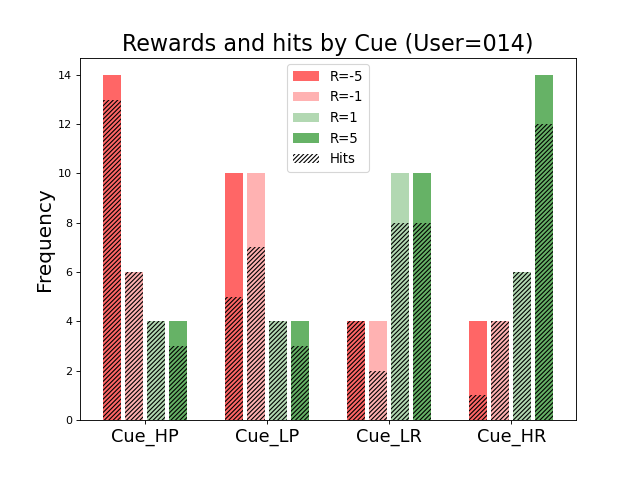 Rewards and hits by Cue (User=014)
Frequency
14
12
10
8
6
4
2
0
R=-5
R=-1
R=1
R=5
Hits
Cue_HP
Cue_LP
Cue_LR
Cue_HR